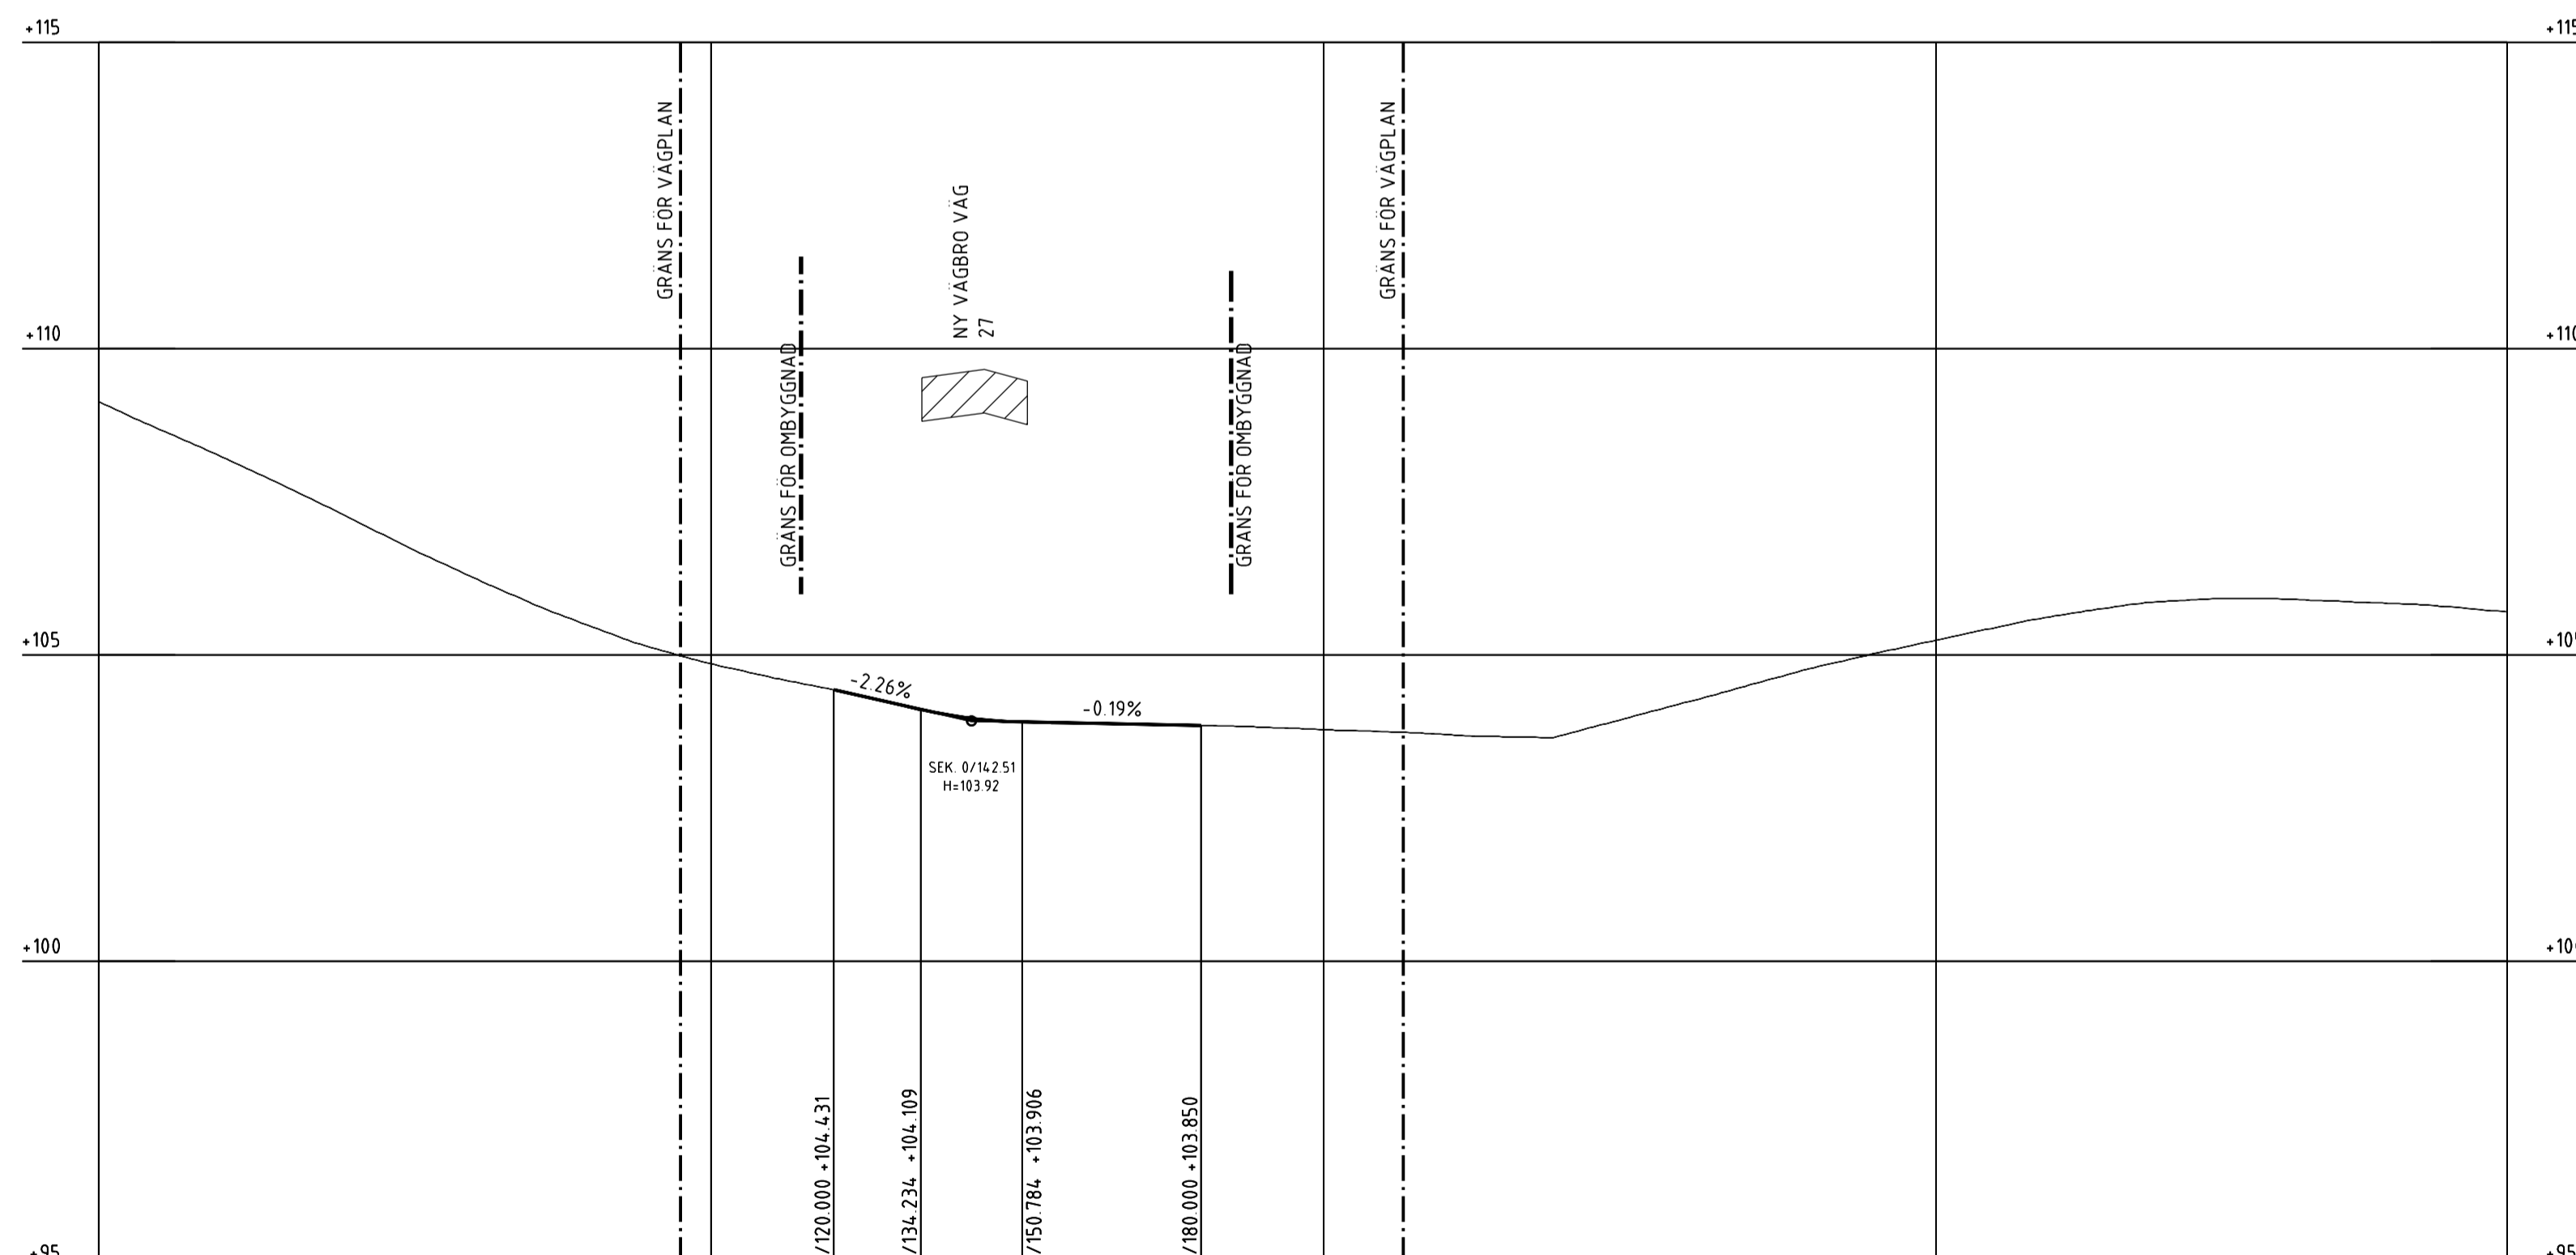 +115
+115
GRÄNS FÖR VÄGPLAN
GRÄNS FÖR VÄGPLAN
NY VÄGBRO VÄG
27
+110
+110
GRÄNS FÖR OMBYGGNAD
GRÄNS FÖR OMBYGGNAD
+105
+10
-2.26%
-0.19%
SEK. 0/142.51
H=103.92
+100
+10
/120.000 +104.431
/134.234 +104.109
/150.784 +103.906
/180.000 +103.850
+95
+95